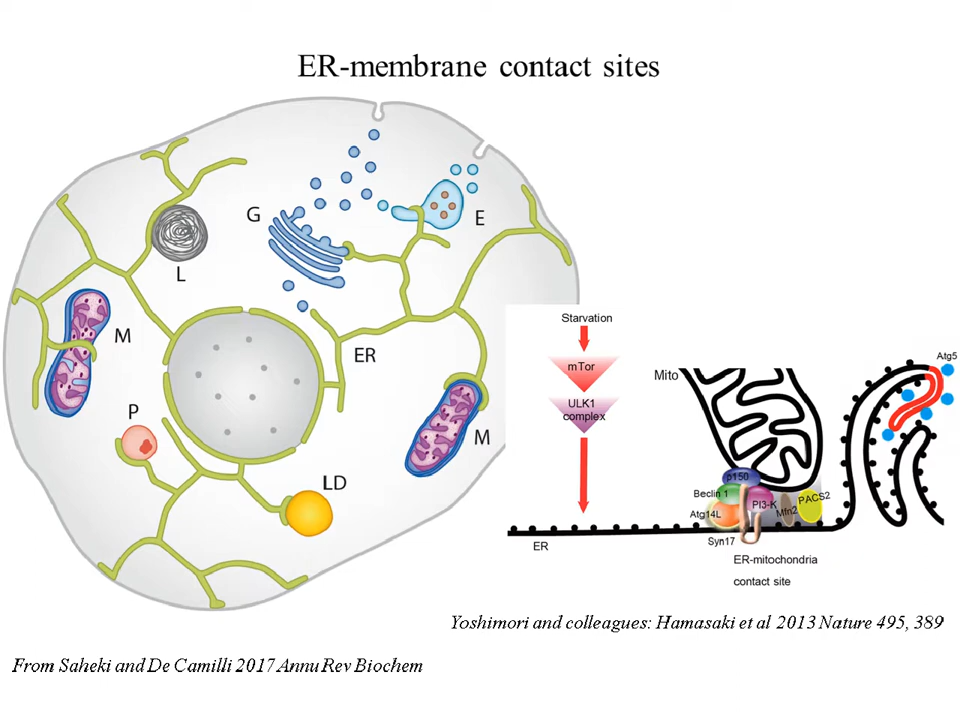 ER-membrane contact sites
G
E
L
M
ER
P
M
LD
Starvation
mTor
ULK1
complex
Mito
Atg5
p150
Beclin 1
PI3-K
Mfn2
PACS2
Atg14L
Syn17
ER
ER-mitochondria
contact site
Yoshimori and colleagues: Hamasaki et al 2013 Nature 495, 389
From Saheki and De Camilli 2017 Annu Rev Biochem